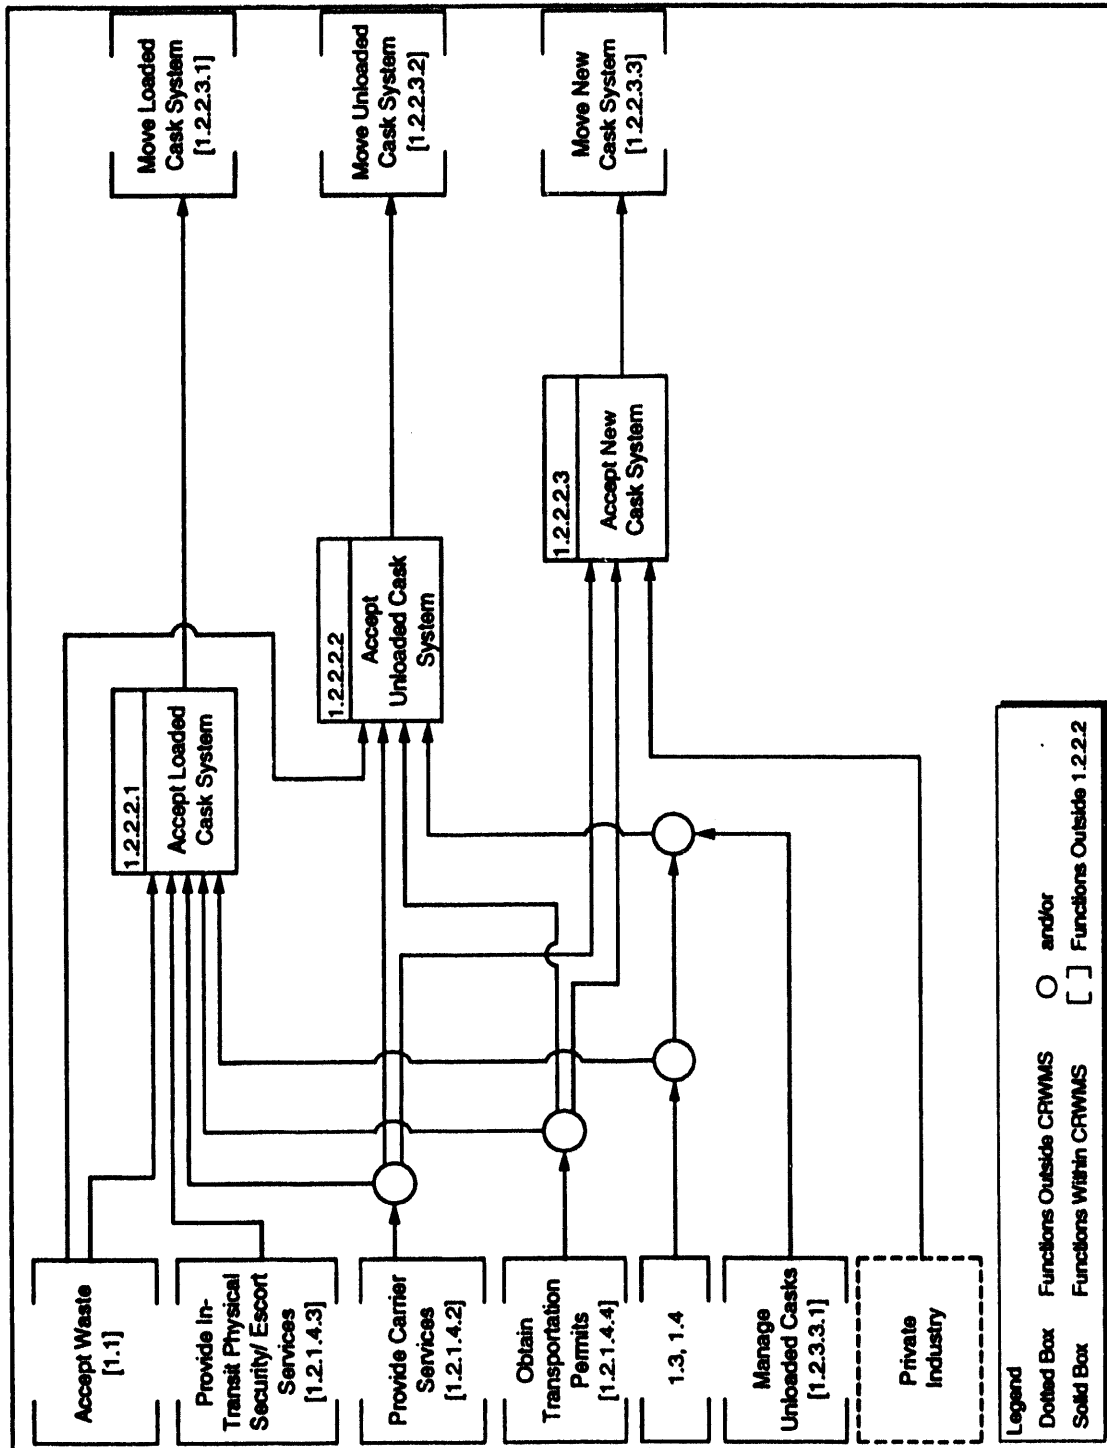 Accept Waste
[1.1]
Provide In-
Transit Physical
Security/ Escort
Services
[1.2.1.4.3]
Provide Carrier
Services
[1.2.1.4.2]
Obtain
Transportation
Permits
[1.2.1.4.4]
1.3, 1.4
Manage
Unloaded Casks
[1.2.3.3.1]
Private
Industry
1.2.2.2.1
Accept Loaded
Cask System
1.2.2.2.2
Accept
Unloaded Cask
System
1.2.2.2.3
Accept New
Cask System
Move Loaded
Cask System
[1.2.2.3.1]
Move Unloaded
Cask System
[1.2.2.3.2]
Move New
Cask System
[1.2.2.3.3]
Legend
Dotted Box Functions Outside CRWMS and/or
Solid Box Functions Within CRWMS [ ] Functions Outside 1.2.2.2